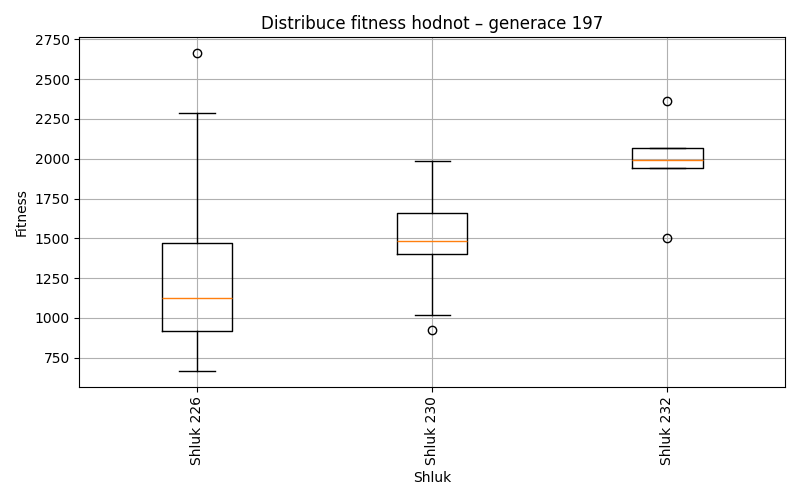 Distribuce fitness hodnot – generace 197
2750
2500
2250
2000
1750
1500
1250
1000
750
Fitness
Shluk 226
Shluk 230
Shluk 232
Shluk